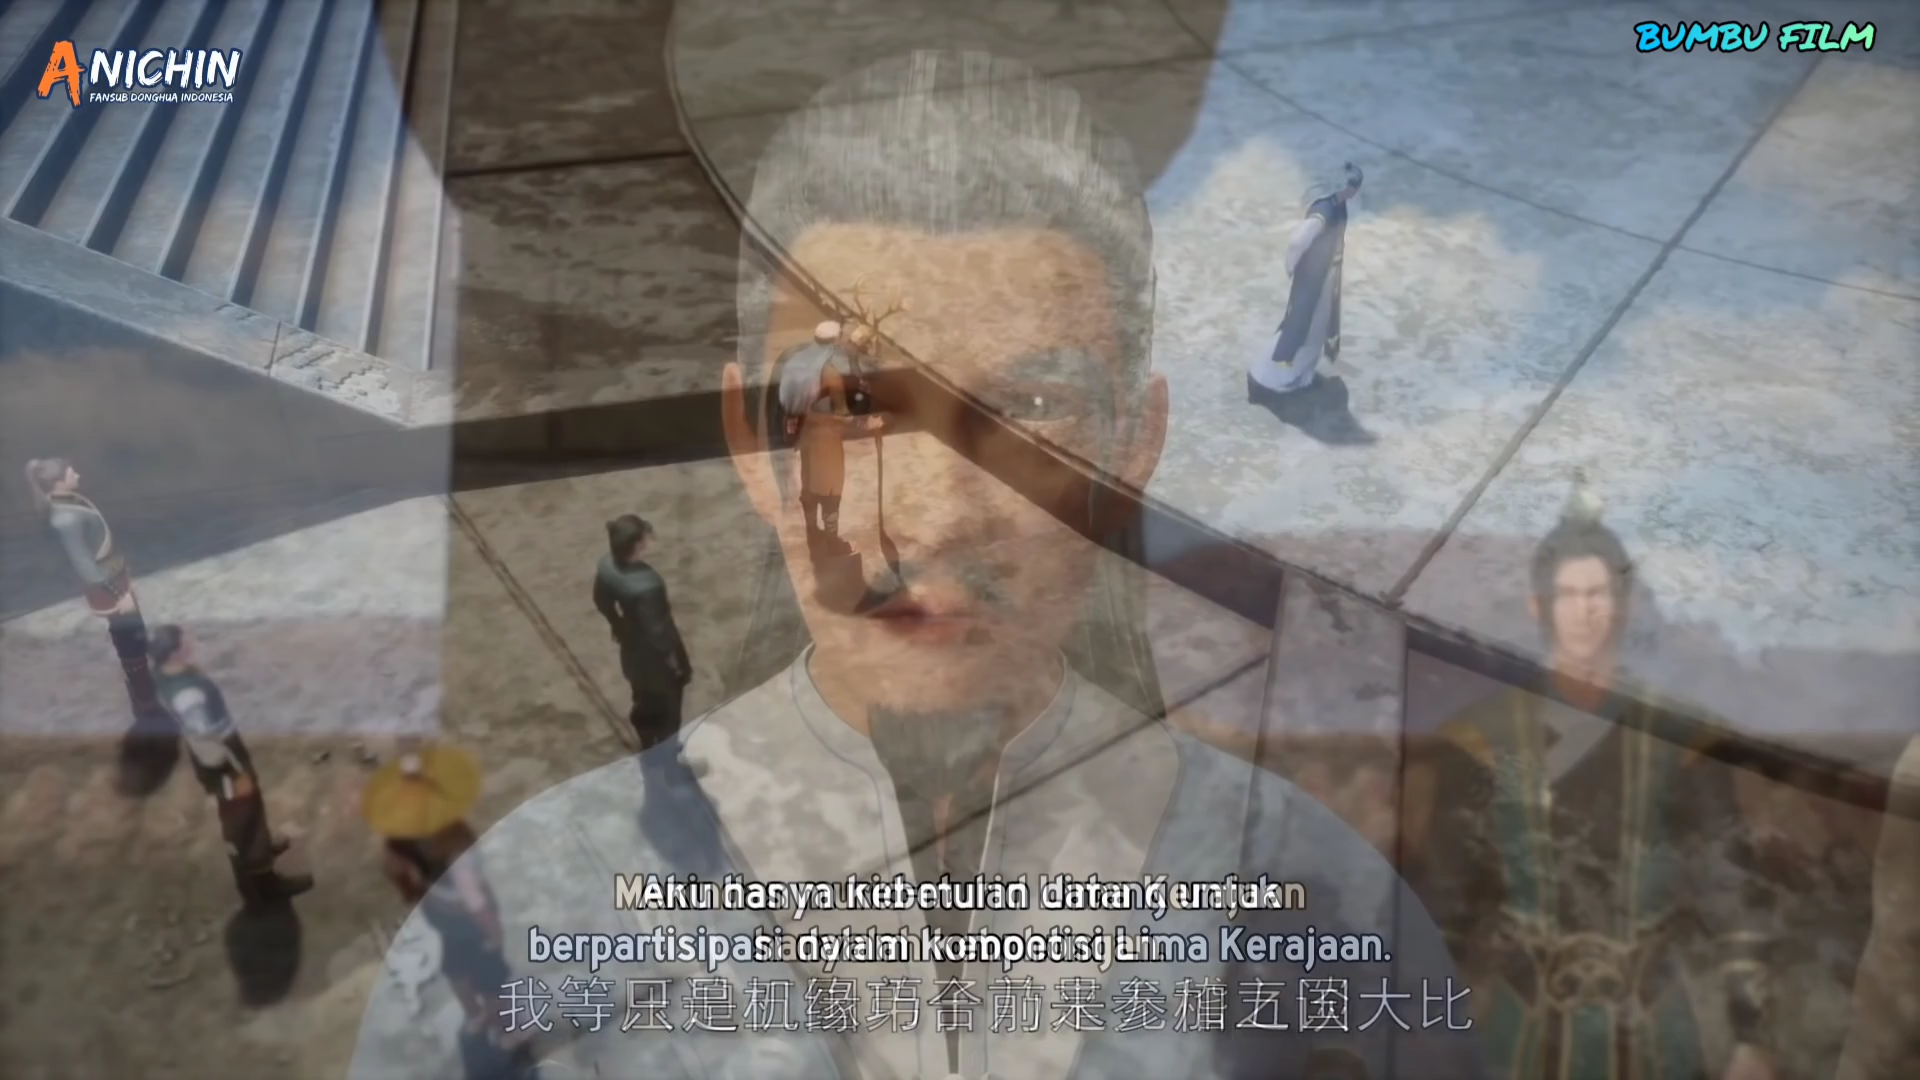 ANICHIN
FANSUB DONGHUA INDONESIA
BUMBU FILM
Aku hanya kebetulan datang untuk
berpartisipasi dalam kompetisi Lima Kerajaan.
我等只是机缘巧合前来参加五国大比